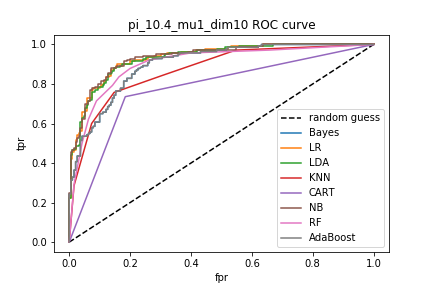 pi_10.4_mu1_dim10 ROC curve
1.0
0.8
0.6
0.4
0.2
0.0
tpr
random guess
Bayes
LR
LDA
KNN
CART
NB
RF
AdaBoost
0.0 0.2 0.4 0.6 0.8 1.0
fpr